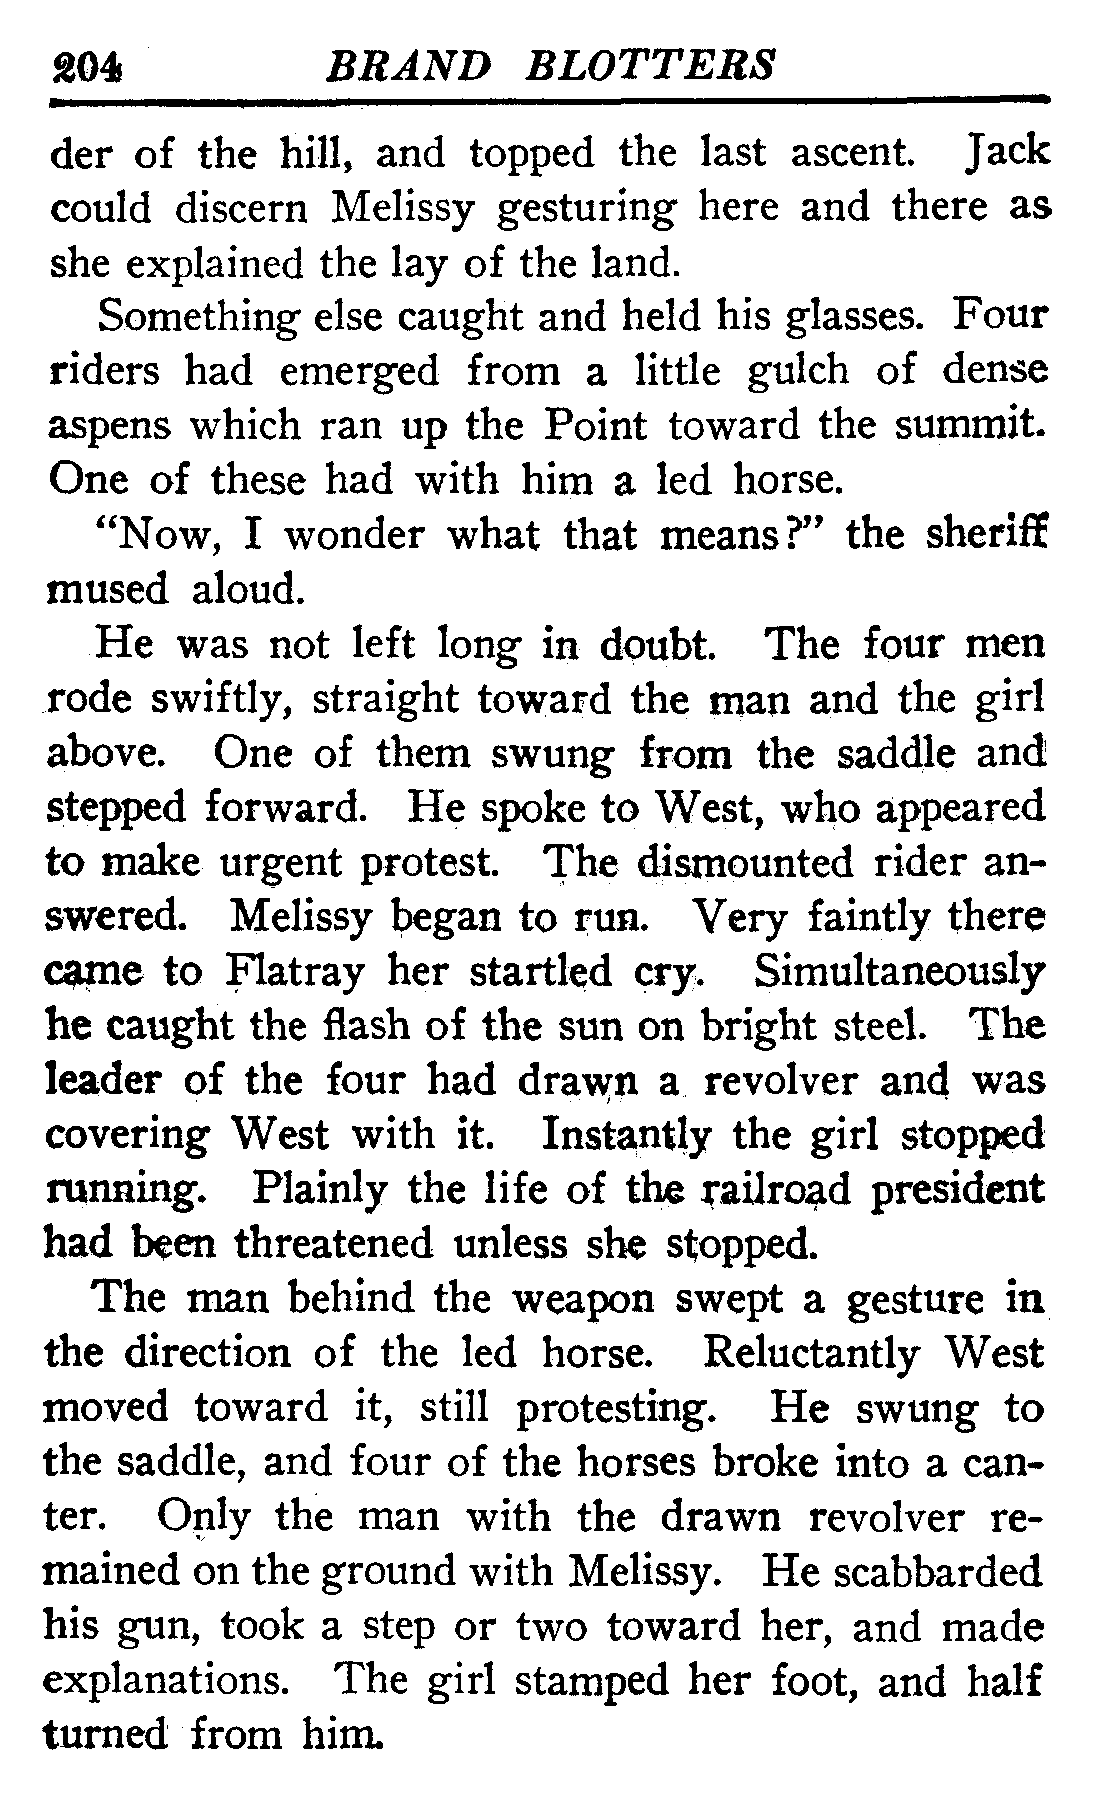 204 BRAND BLOTTERS
der of the hill, and topped the last ascent. Jack
could discern Melissy gesturing here and there as
she explained the lay of the land.
Something else caught and held his glasses. Four
riders had emerged from a little gulch of dense
aspens which ran up the Point toward the summit.
One of these had with him a led horse.
“Now, I wonder what that means?” the sheriff
mused aloud.
He was not left long in doubt. The four men
rode swiftly, straight toward the man and the girl
above. One of them swung from the saddle and
stepped forward. He spoke to West, who appeared
to make urgent protest. The dismounted rider an-
swered. Melissy began to run. Very faintly there
came to Flatray her startled cry. Simultaneously
he caught the flash of the sun on bright steel. The
leader of the four had drawn a revolver and was
covering West with it. Instantly the girl stopped
running. Plainly the life of the railroad president
had been threatened unless she stopped.
The man behind the weapon swept a gesture in
the direction of the led horse. Reluctantly West
moved toward it, still protesting. He swung to
the saddle, and four of the horses broke into a can-
ter. Only the man with the drawn revolver re-
mained on the ground with Melissy. He scabbarded
his gun, took a step or two toward her, and made
explanations. The girl stamped her foot, and half
turned from him.